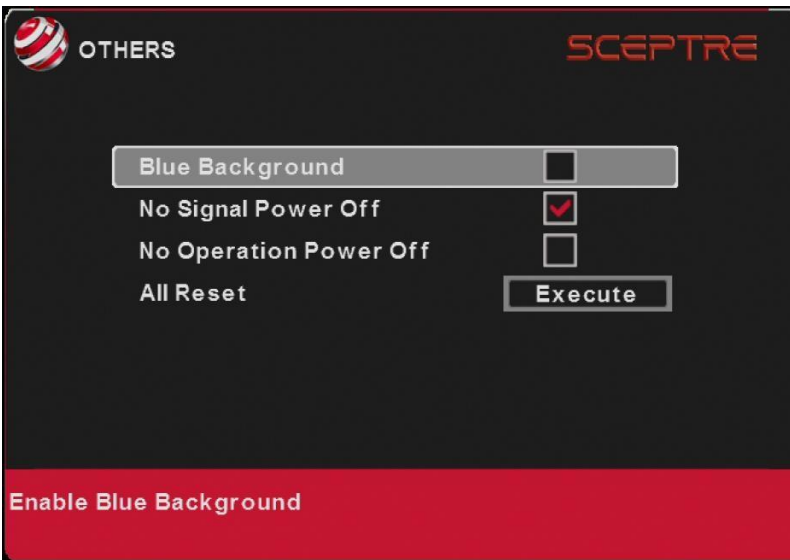 OTHERS
SCEPTRE
Blue Background
No Signal Power Off
No Operation Power Off
All Reset
Execute
Enable Blue Background